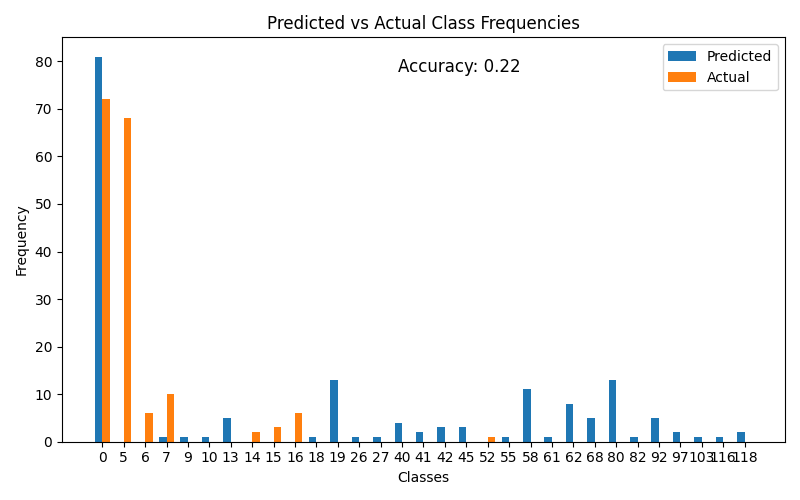 Predicted vs Actual Class Frequencies
Accuracy: 0.22
Predicted
Actual
Frequency
80
70
60
50
40
30
20
10
0
0 5 6 7 9 10 13 14 15 16 18 19 26 27 40 41 42 45 52 55 58 61 62 68 80 82 92 97 103 116 118
Classes